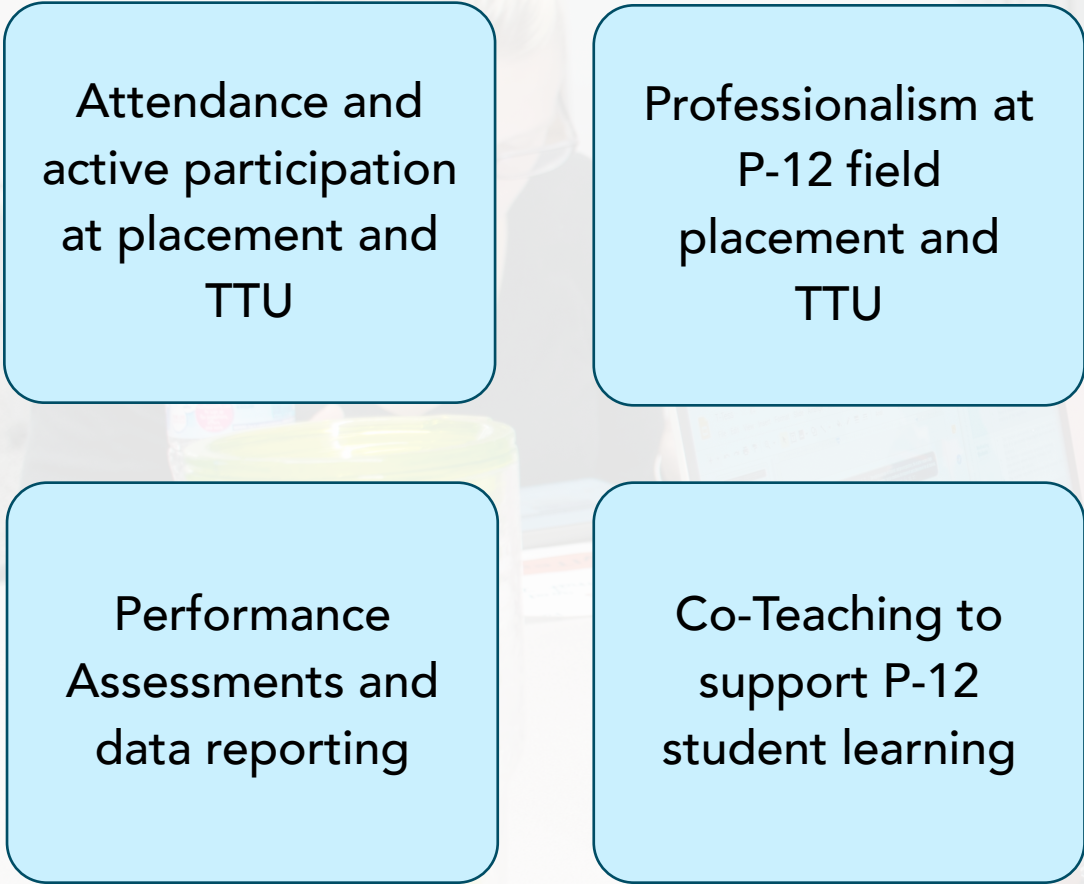 Attendance and
active participation
at placement and
TTU
Professionalism at
P-12 field
placement and
TTU
Performance
Assessments and
data reporting
Co-Teaching to
support P-12
student learning